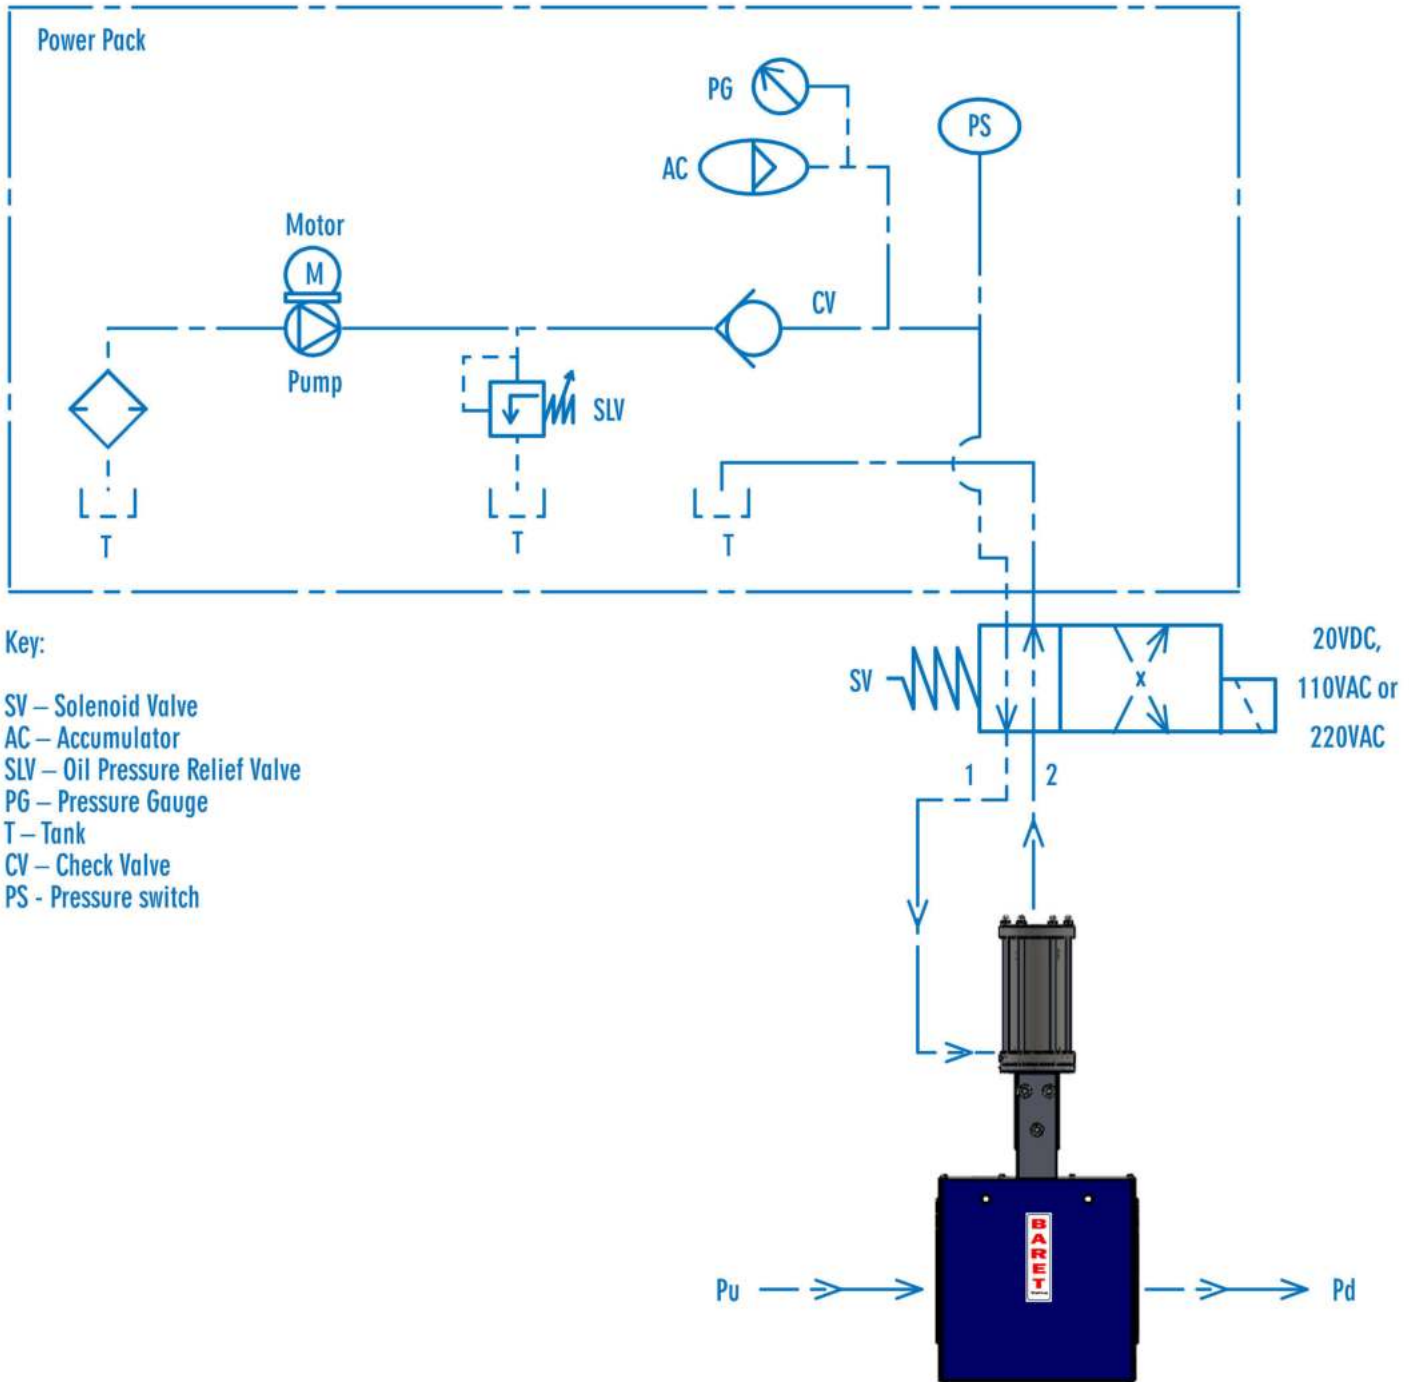 Power Pack
PG
PS
AC
Motor
M
CV
Pump
SLV
T
T
T
Key:
SV – Solenoid Valve
AC – Accumulator
SLV – Oil Pressure Relief Valve
PG – Pressure Gauge
T – Tank
CV – Check Valve
PS - Pressure switch
SV
x
20VDC,
110VAC or
220VAC
1
2
BARET
Pu
Pd